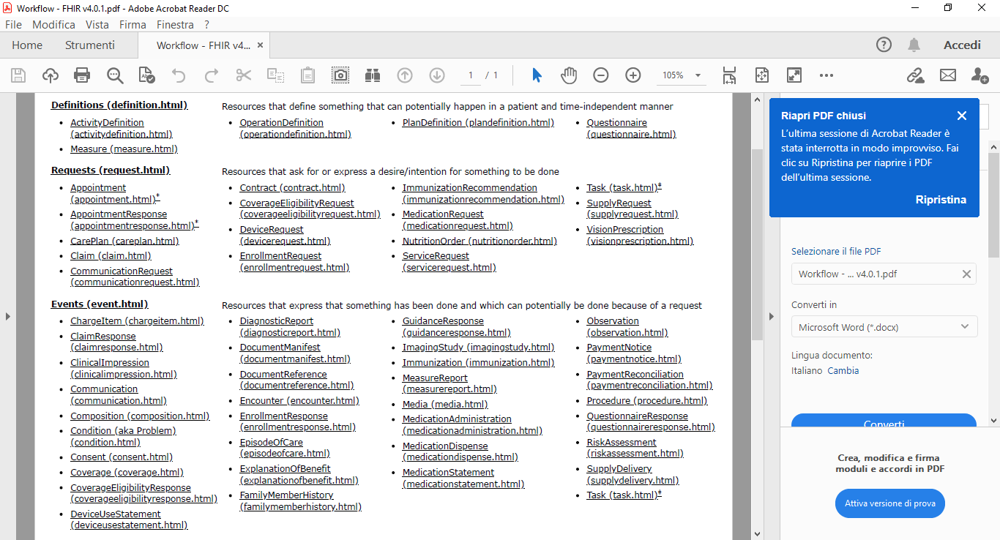 Workflow - FHIR v4.0.1.pdf - Adobe Acrobat Reader DC
File Modifica Vista Firma Finestra ?
Home Strumenti Workflow - FHIR v4... × Accedi
1 / 1 105%
Definitions (definition.html)
Resources that define something that can potentially happen in a patient and time-independent manner
• ActivityDefinition
(activitydefinition.html)
• Measure (measure.html)
• OperationDefinition
(operationdefinition.html)
• PlanDefinition (plandefinition.html)
• Questionnaire
(questionnaire.html)
Requests (request.html)
Resources that ask for or express a desire/intention for something to be done
• Appointment
(appointment.html)*
• AppointmentResponse
(appointmentresponse.html)*
• CarePlan (careplan.html)
• Claim (claim.html)
• CommunicationRequest
(communicationrequest.html)
• Contract (contract.html)
• CoverageEligibilityRequest
(coverageeligibilityrequest.html)
• DeviceRequest
(devicerequest.html)
• EnrollmentRequest
(enrollmentrequest.html)
• ImmunizationRecommendation
(immunizationrecommendation.html)
• MedicationRequest
(medicationrequest.html)
• NutritionOrder (nutritionorder.html)
• ServiceRequest
(servicerequest.html)
• Task (task.html)‡
• SupplyRequest
(supplyrequest.html)
• VisionPrescription
(visionprescription.html)
Events (event.html)
Resources that express that something has been done and which can potentially be done because of a request
• ChargeItem (chargeitem.html)
• ClaimResponse
(claimresponse.html)
• ClinicalImpression
(clinicalimpression.html)
• Communication
(communication.html)
• Composition (composition.html)
• Condition (aka Problem)
(condition.html)
• Consent (consent.html)
• Coverage (coverage.html)
• CoverageEligibilityResponse
(coverageeligibilityresponse.html)
• DeviceUseStatement
(deviceusestatement.html)
• DiagnosticReport
(diagnosticreport.html)
• DocumentManifest
(documentmanifest.html)
• DocumentReference
(documentreference.html)
• Encounter (encounter.html)
• EnrollmentResponse
(enrollmentresponse.html)
• EpisodeOfCare
(episodeofcare.html)
• ExplanationOfBenefit
(explanationofbenefit.html)
• FamilyMemberHistory
(familymemberhistory.html)
• GuidanceResponse
(guidanceresponse.html)
• ImagingStudy (imagingstudy.html)
• Immunization (immunization.html)
• MeasureReport
(measurereport.html)
• Media (media.html)
• MedicationAdministration
(medicationadministration.html)
• MedicationDispense
(medicationdispense.html)
• MedicationStatement
(medicationstatement.html)
• Observation
(observation.html)
• PaymentNotice
(paymentnotice.html)
• PaymentReconciliation
(paymentreconciliation.html)
• Procedure (procedure.html)
• QuestionnaireResponse
(questionnaireresponse.html)
• RiskAssessment
(riskassessment.html)
• SupplyDelivery
(supplydelivery.html)
• Task (task.html)‡
Riapri PDF chiusi
L'ultima sessione di Acrobat Reader è
stata interrotta in modo improvviso. Fai
clic su Ripristina per riaprire i PDF
dell'ultima sessione.
Ripristina
Selezionare il file PDF
Workflow - ... v4.0.1.pdf
Converti in
Microsoft Word (*.docx)
Lingua documento:
Italiano Cambia
Converti
Crea, modifica e firma
moduli e accordi in PDF
Attiva versione di prova